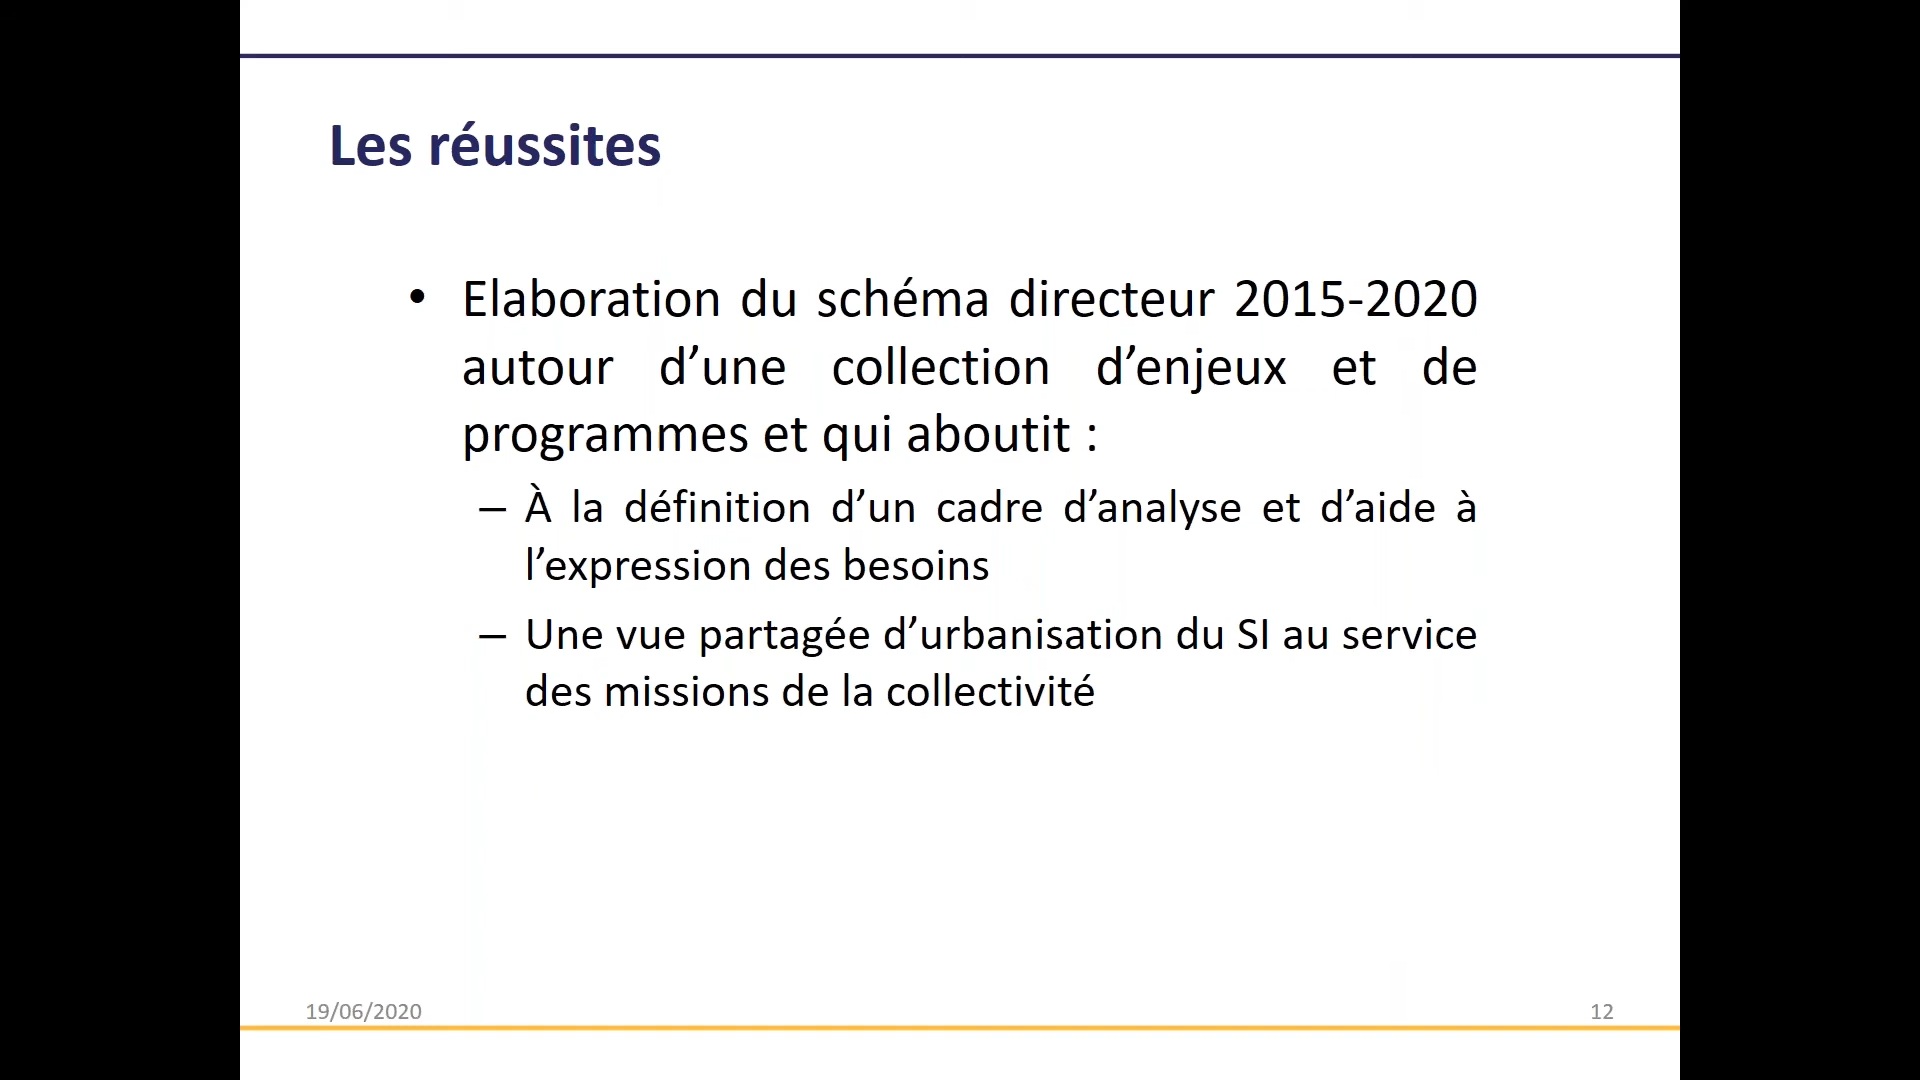 Les réussites
• Elaboration du schéma directeur 2015-2020
autour d’une collection d’enjeux et de
programmes et qui aboutit :
– À la définition d’un cadre d’analyse et d’aide à
l’expression des besoins
– Une vue partagée d’urbanisation du SI au service
des missions de la collectivité
19/06/2020
12